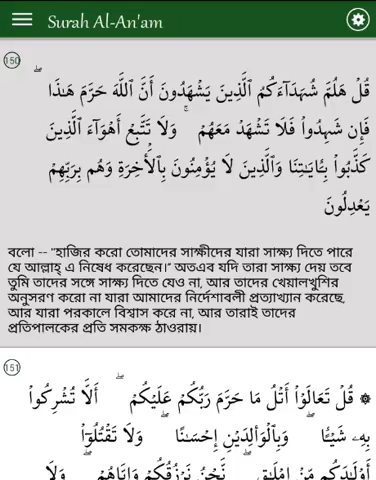 Surah Al-An'am
150
قُلْ هَلُمَّ شُهَدَآءَكُمُ ٱلَّذِينَ يَشْهَدُونَ أَنَّ ٱللَّهَ حَرَّمَ هَـٰذَا ۖ
فَإِن شَهِدُوا۟ فَلَا تَشْهَدْ مَعَهُمْ ۚ وَلَا تَتَّبِعْ أَهْوَآءَ ٱلَّذِينَ
كَذَّبُوا۟ بِـَٔايَـٰتِنَا وَٱلَّذِينَ لَا يُؤْمِنُونَ بِٱلْـَٔاخِرَةِ وَهُم بِرَبِّهِمْ
يَعْدِلُونَ
বলো -- "হাজির করো তোমাদের সাক্ষীদের যারা সাক্ষ্য দিতে পারে
যে আল্লাহ্ এ নিষেধ করেছেন।" অতএব যদি তারা সাক্ষ্য দেয় তবে
তুমি তাদের সঙ্গে সাক্ষ্য দিতে যেও না, আর তাদের খেয়ালখুশির
অনুসরণ করো না যারা আমাদের নির্দেশাবলী প্রত্যাখ্যান করেছে,
আর যারা পরকালে বিশ্বাস করে না, আর তারাই তাদের
প্রতিপালকের প্রতি সমকক্ষ ঠাওরায়।
151
۞ قُلْ تَعَالَوْا۟ أَتْلُ مَا حَرَّمَ رَبُّكُمْ عَلَيْكُمْ ۖ أَلَّا تُشْرِكُوا۟
بِهِۦ شَيْـًٔا ۖ وَبِٱلْوَٰلِدَيْنِ إِحْسَـٰنًا ۖ وَلَا تَقْتُلُوٓا۟
أَوْلَـٰدَكُم مِّنْ إِمْلَـٰقٍ ۖ نَّحْنُ نَرْزُقُكُمْ وَإِيَّاهُمْ ۖ وَلَا